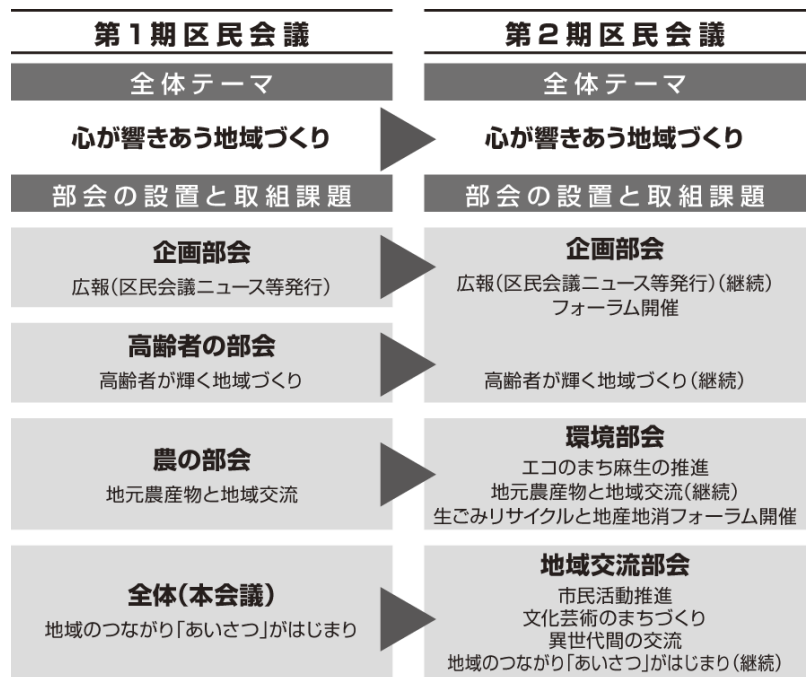 第1期区民会議
全体テーマ
心が響きあう地域づくり
部会の設置と取組課題
企画部会
広報(区民会議ニュース等発行)
高齢者の部会
高齢者が輝く地域づくり
農の部会
地元農産物と地域交流
全体(本会議)
地域のつながり「あいさつ」がはじまり
第2期区民会議
全体テーマ
心が響きあう地域づくり
部会の設置と取組課題
企画部会
広報(区民会議ニュース等発行)(継続)
フォーラム開催
高齢者が輝く地域づくり(継続)
環境部会
エコのまち麻生の推進
地元農産物と地域交流(継続)
生ごみリサイクルと地産地消フォーラム開催
地域交流部会
市民活動推進
文化芸術のまちづくり
異世代間の交流
地域のつながり「あいさつ」がはじまり(継続)